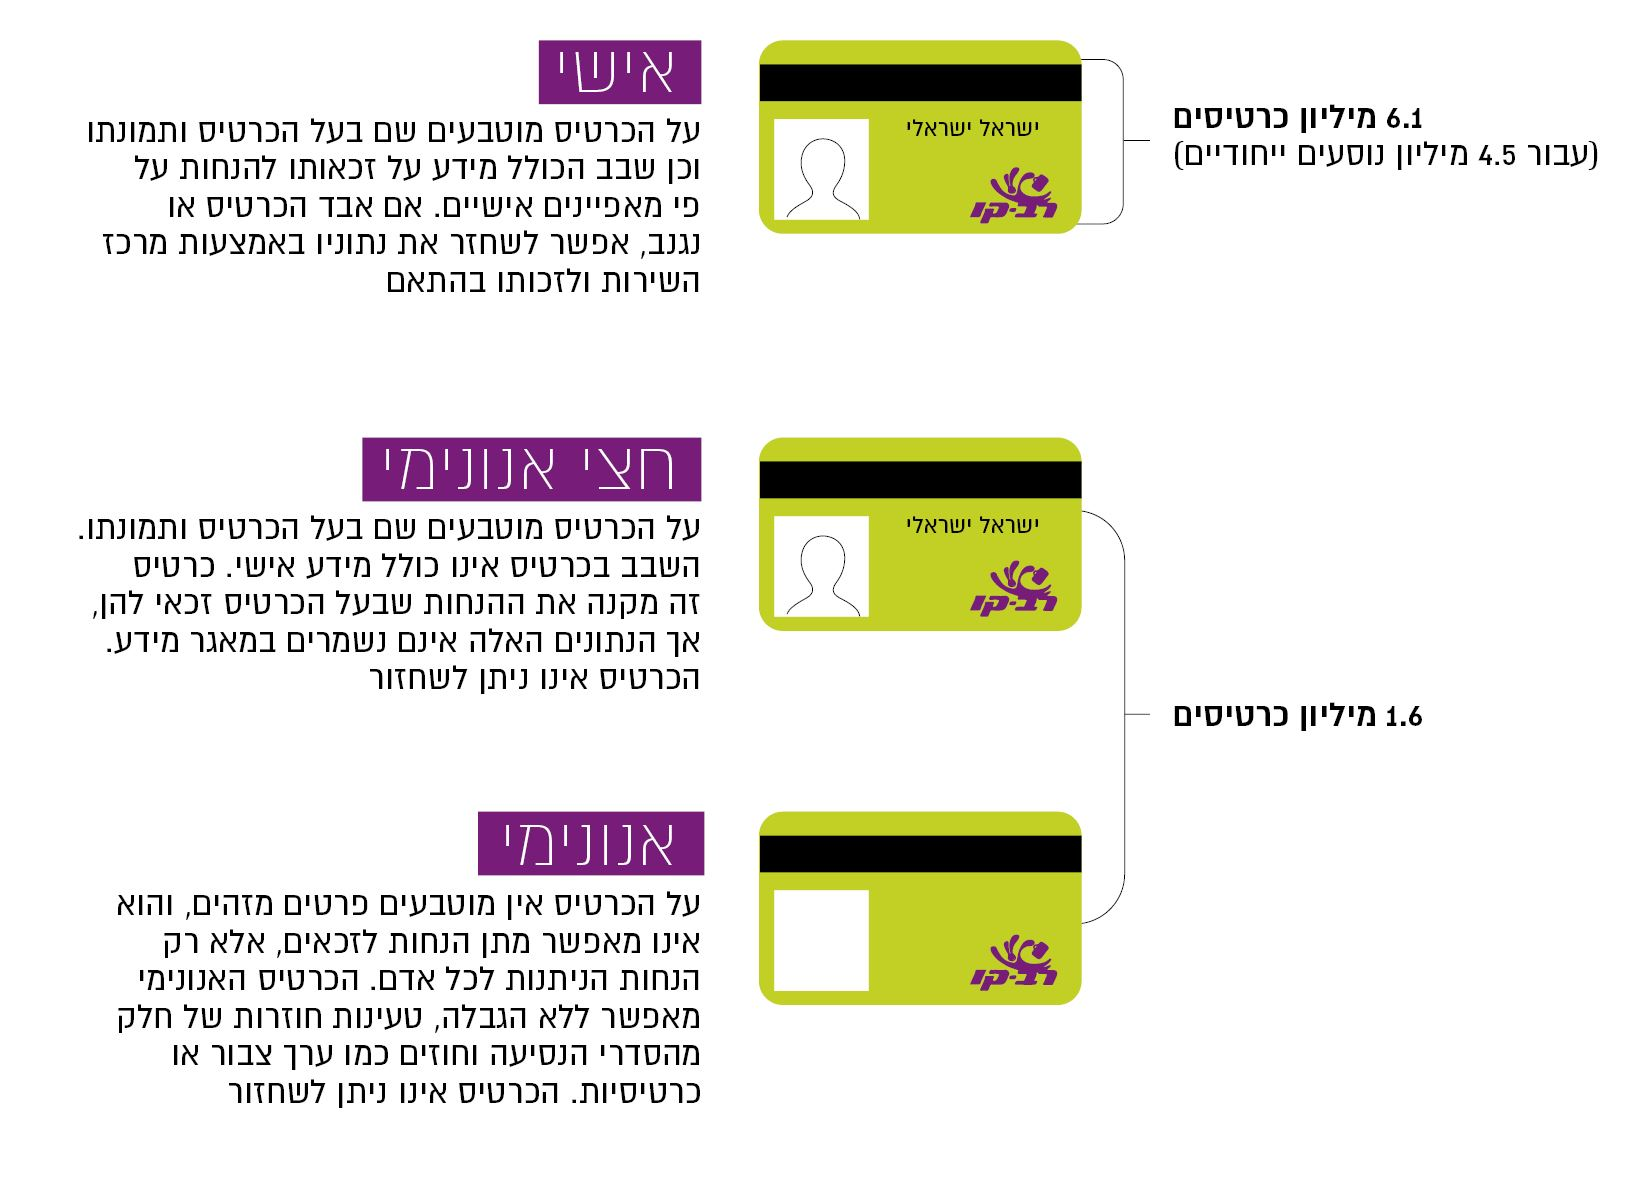 אישי
על הכרטיס מוטבעים שם בעל הכרטיס ותמונתו
וכן שבב הכולל מידע על זכאותו להנחות על
פי מאפיינים אישיים. אם אבד הכרטיס או
נגנב, אפשר לשחזר את נתוניו באמצעות מרכז
השירות ולזכותו בהתאם
ישראל ישראלי
רב-קו
6.1 מיליון כרטיסים
(עבור 4.5 מיליון נוסעים ייחודיים)
חצי אנונימי
על הכרטיס מוטבעים שם בעל הכרטיס ותמונתו.
השבב בכרטיס אינו כולל מידע אישי. כרטיס
זה מקנה את ההנחות שבעל הכרטיס זכאי להן,
אך הנתונים האלה אינם נשמרים במאגר מידע.
הכרטיס אינו ניתן לשחזור
ישראל ישראלי
רב-קו
1.6 מיליון כרטיסים
אנונימי
על הכרטיס אין מוטבעים פרטים מזהים, והוא
אינו מאפשר מתן הנחות לזכאים, אלא רק
הנחות הניתנות לכל אדם. הכרטיס האנונימי
מאפשר ללא הגבלה, טעינות חוזרות של חלק
מהסדרי הנסיעה וחוזים כמו ערך צבור או
כרטיסיות. הכרטיס אינו ניתן לשחזור
רב-קו